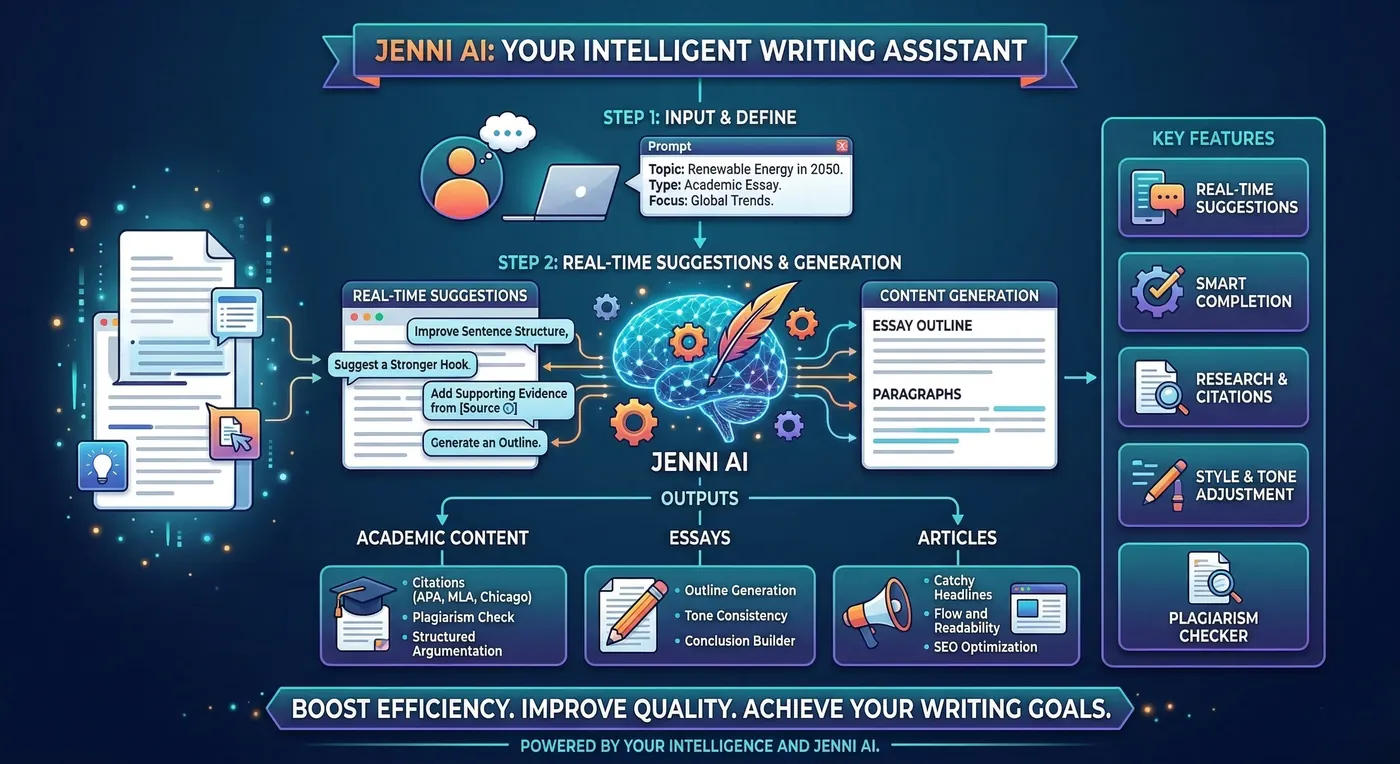 JENNI AI: YOUR INTELLIGENT WRITING ASSISTANT
STEP 1: INPUT & DEFINE
Prompt
Topic: Renewable Energy in 2050.
Type: Academic Essay.
Focus: Global Trends.
STEP 2: REAL-TIME SUGGESTIONS & GENERATION
REAL-TIME SUGGESTIONS
Improve Sentence Structure,
Suggest a Stronger Hook.
Add Supporting Evidence
from [Source ]
Generate an Outline.
JENNI AI
CONTENT GENERATION
ESSAY OUTLINE
PARAGRAPHS
OUTPUTS
ACADEMIC CONTENT
Citations
(APA, MLA, Chicago)
Plagiarism Check
Structured
Argumentation
ESSAYS
Outline Generation
Tone Consistency
Conclusion Builder
ARTICLES
Catchy
Headlines
Flow and
Readability
SEO Optimization
KEY FEATURES
REAL-TIME
SUGGESTIONS
SMART
COMPLETION
RESEARCH &
CITATIONS
STYLE & TONE
ADJUSTMENT
PLAGIARISM
CHECKER
BOOST EFFICIENCY. IMPROVE QUALITY. ACHIEVE YOUR WRITING GOALS.
POWERED BY YOUR INTELLIGENCE AND JENNI AI.